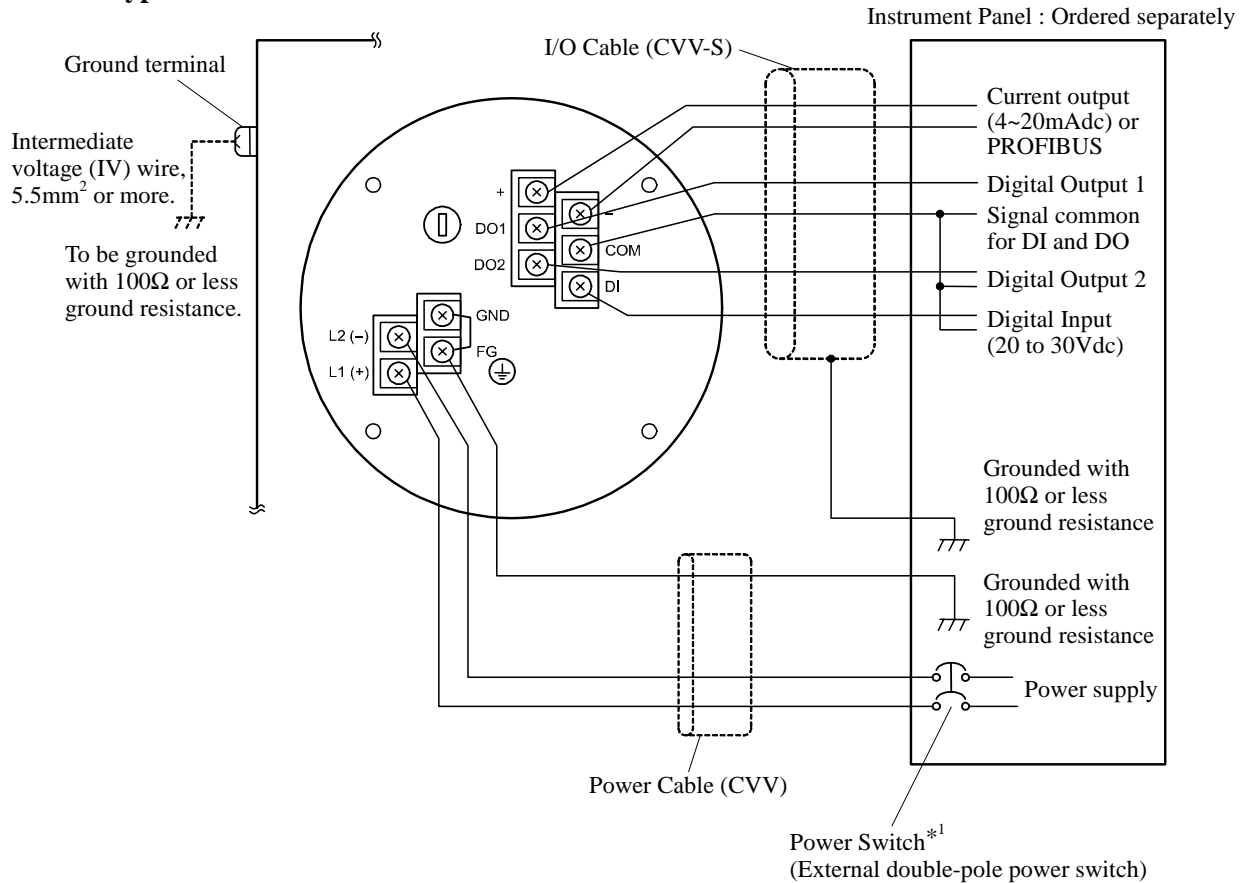 Instrument Panel : Ordered separately
I/O Cable (CVV-S)
Ground terminal
Intermediate
voltage (IV) wire,
5.5mm² or more.
To be grounded
with 100Ω or less
ground resistance.
+
DO1
DO2
–
COM
DI
GND
FG
L2 (–)
L1 (+)
Current output
(4~20mAdc) or
PROFIBUS
Digital Output 1
Signal common
for DI and DO
Digital Output 2
Digital Input
(20 to 30Vdc)
Grounded with
100Ω or less
ground resistance
Grounded with
100Ω or less
ground resistance
Power supply
Power Cable (CVV)
Power Switch*¹
(External double-pole power switch)